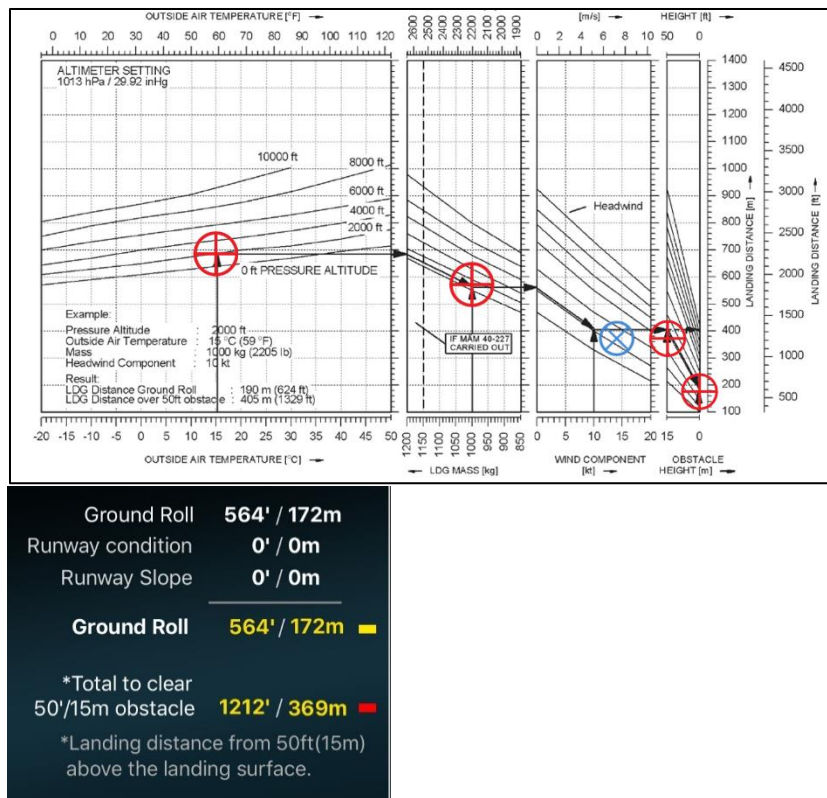 OUTSIDE AIR TEMPERATURE [°F]
[m/s]
HEIGHT [ft]
0 10 20 30 40 50 60 70 80 90 100 110 120
2600 2500 2400 2300 2200 2100 2000 1900
0 5 10
50 0
ALTIMETER SETTING
1013 hPa / 29.92 inHg
10000 ft
8000 ft
6000 ft
4000 ft
2000 ft
0 ft PRESSURE ALTITUDE
Headwind
IF MAM 40-227
CARRIED OUT
Example:
Pressure Altitude : 2000 ft
Outside Air Temperature : 15 °C (59 °F)
Mass : 1000 kg (2205 lb)
Headwind Component : 10 kt
Result:
LDG Distance Ground Roll : 190 m (624 ft)
LDG Distance over 50ft obstacle : 405 m (1329 ft)
1400
1300
1200
1100
1000
900
800
700
600
500
400
300
200
100
LANDING DISTANCE [m]
4500
4000
3500
3000
2500
2000
1500
1000
500
LANDING DISTANCE [ft]
-20 -15 -10 -5 0 5 10 15 20 25 30 35 40 45 50
1200 1150 1100 1050 1000 950 900 850
0 5 10 15 20
15 0
OUTSIDE AIR TEMPERATURE [°C]
LDG MASS [kg]
WIND COMPONENT
[kt]
OBSTACLE
HEIGHT [m]
Ground Roll 564' / 172m
Runway condition 0' / 0m
Runway Slope 0' / 0m
Ground Roll 564' / 172m
*Total to clear
50'/15m obstacle 1212' / 369m
*Landing distance from 50ft(15m)
above the landing surface.